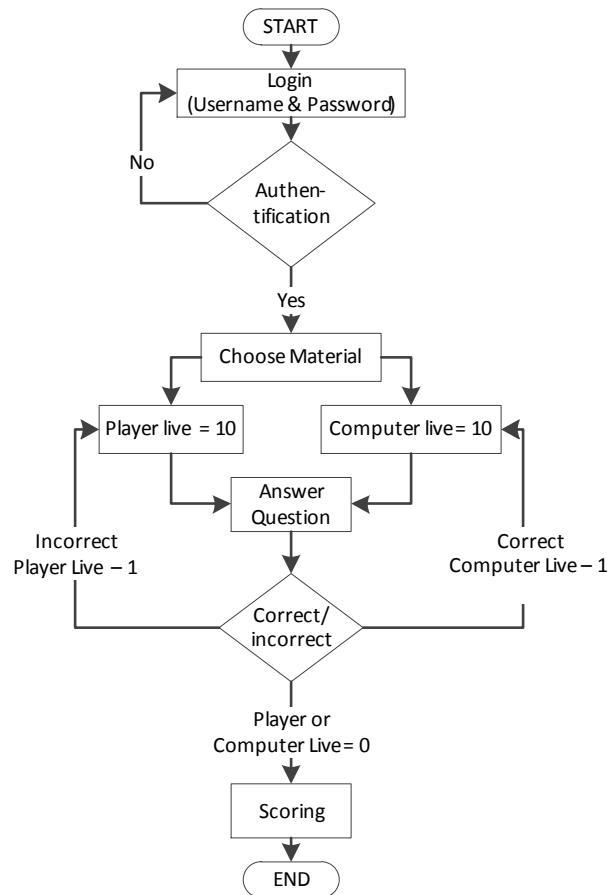 START
Login
(Username & Password)
No
Authen-
tification
Yes
Choose Material
Player live = 10
Computer live = 10
Answer
Question
Incorrect
Player Live – 1
Correct
Computer Live – 1
Correct/
incorrect
Player or
Computer Live = 0
Scoring
END